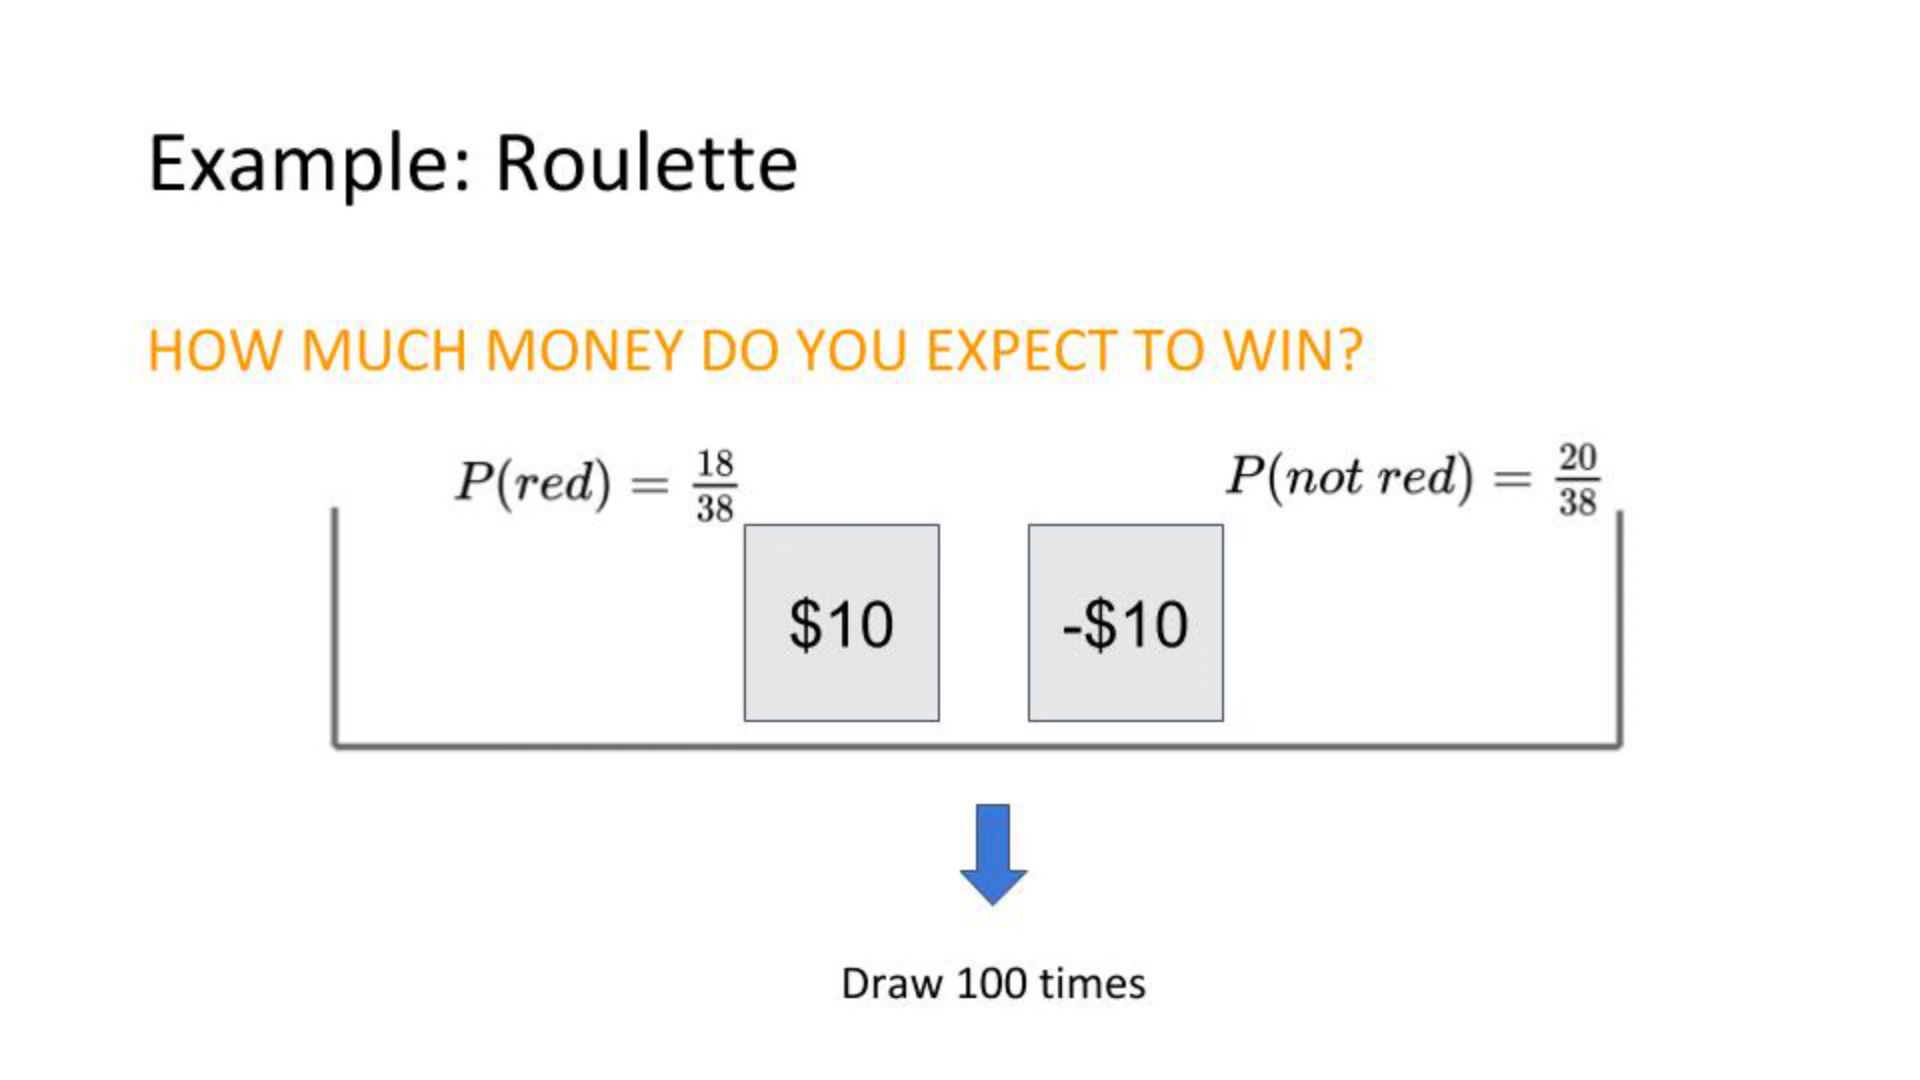 Example: Roulette
HOW MUCH MONEY DO YOU EXPECT TO WIN?
P(red) = 18/38
P(not red) = 20/38
$10
-$10
Draw 100 times